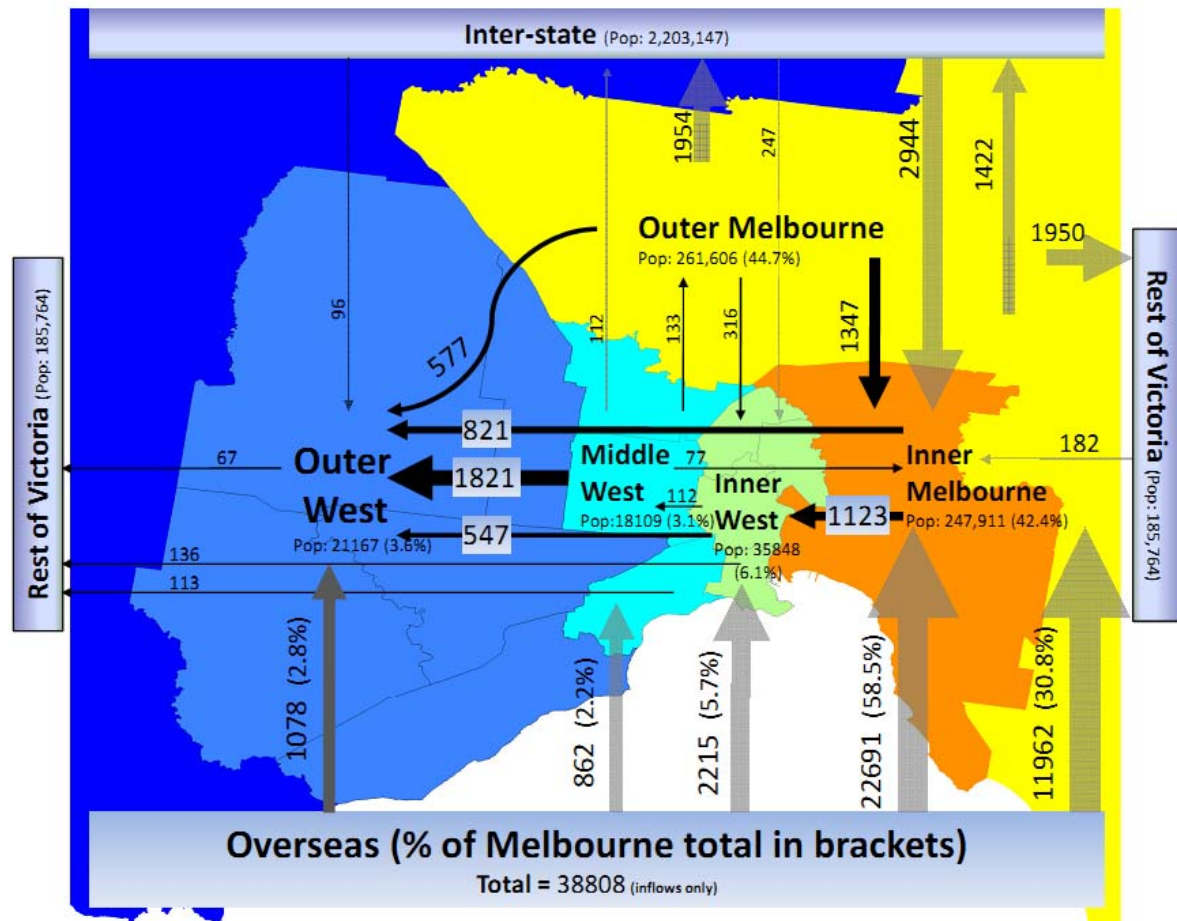 Inter-state (Pop: 2,203,147)
1954
247
2944
1422
1950
Outer Melbourne
Pop: 261,606 (44.7%)
96
577
112
133
316
1347
Rest of Victoria (Pop: 185,764)
Rest of Victoria (Pop: 185,764)
821
67
Outer
West
Pop: 21167 (3.6%)
1821
Middle
West
Pop:18109 (3.1%)
77
112
Inner
West
Pop: 35848
(6.1%)
Inner
Melbourne
Pop: 247,911 (42.4%)
182
1123
547
136
113
1078 (2.8%)
862 (2.2%)
2215 (5.7%)
22691 (58.5%)
11962 (30.8%)
Overseas (% of Melbourne total in brackets)
Total = 38808 (inflows only)